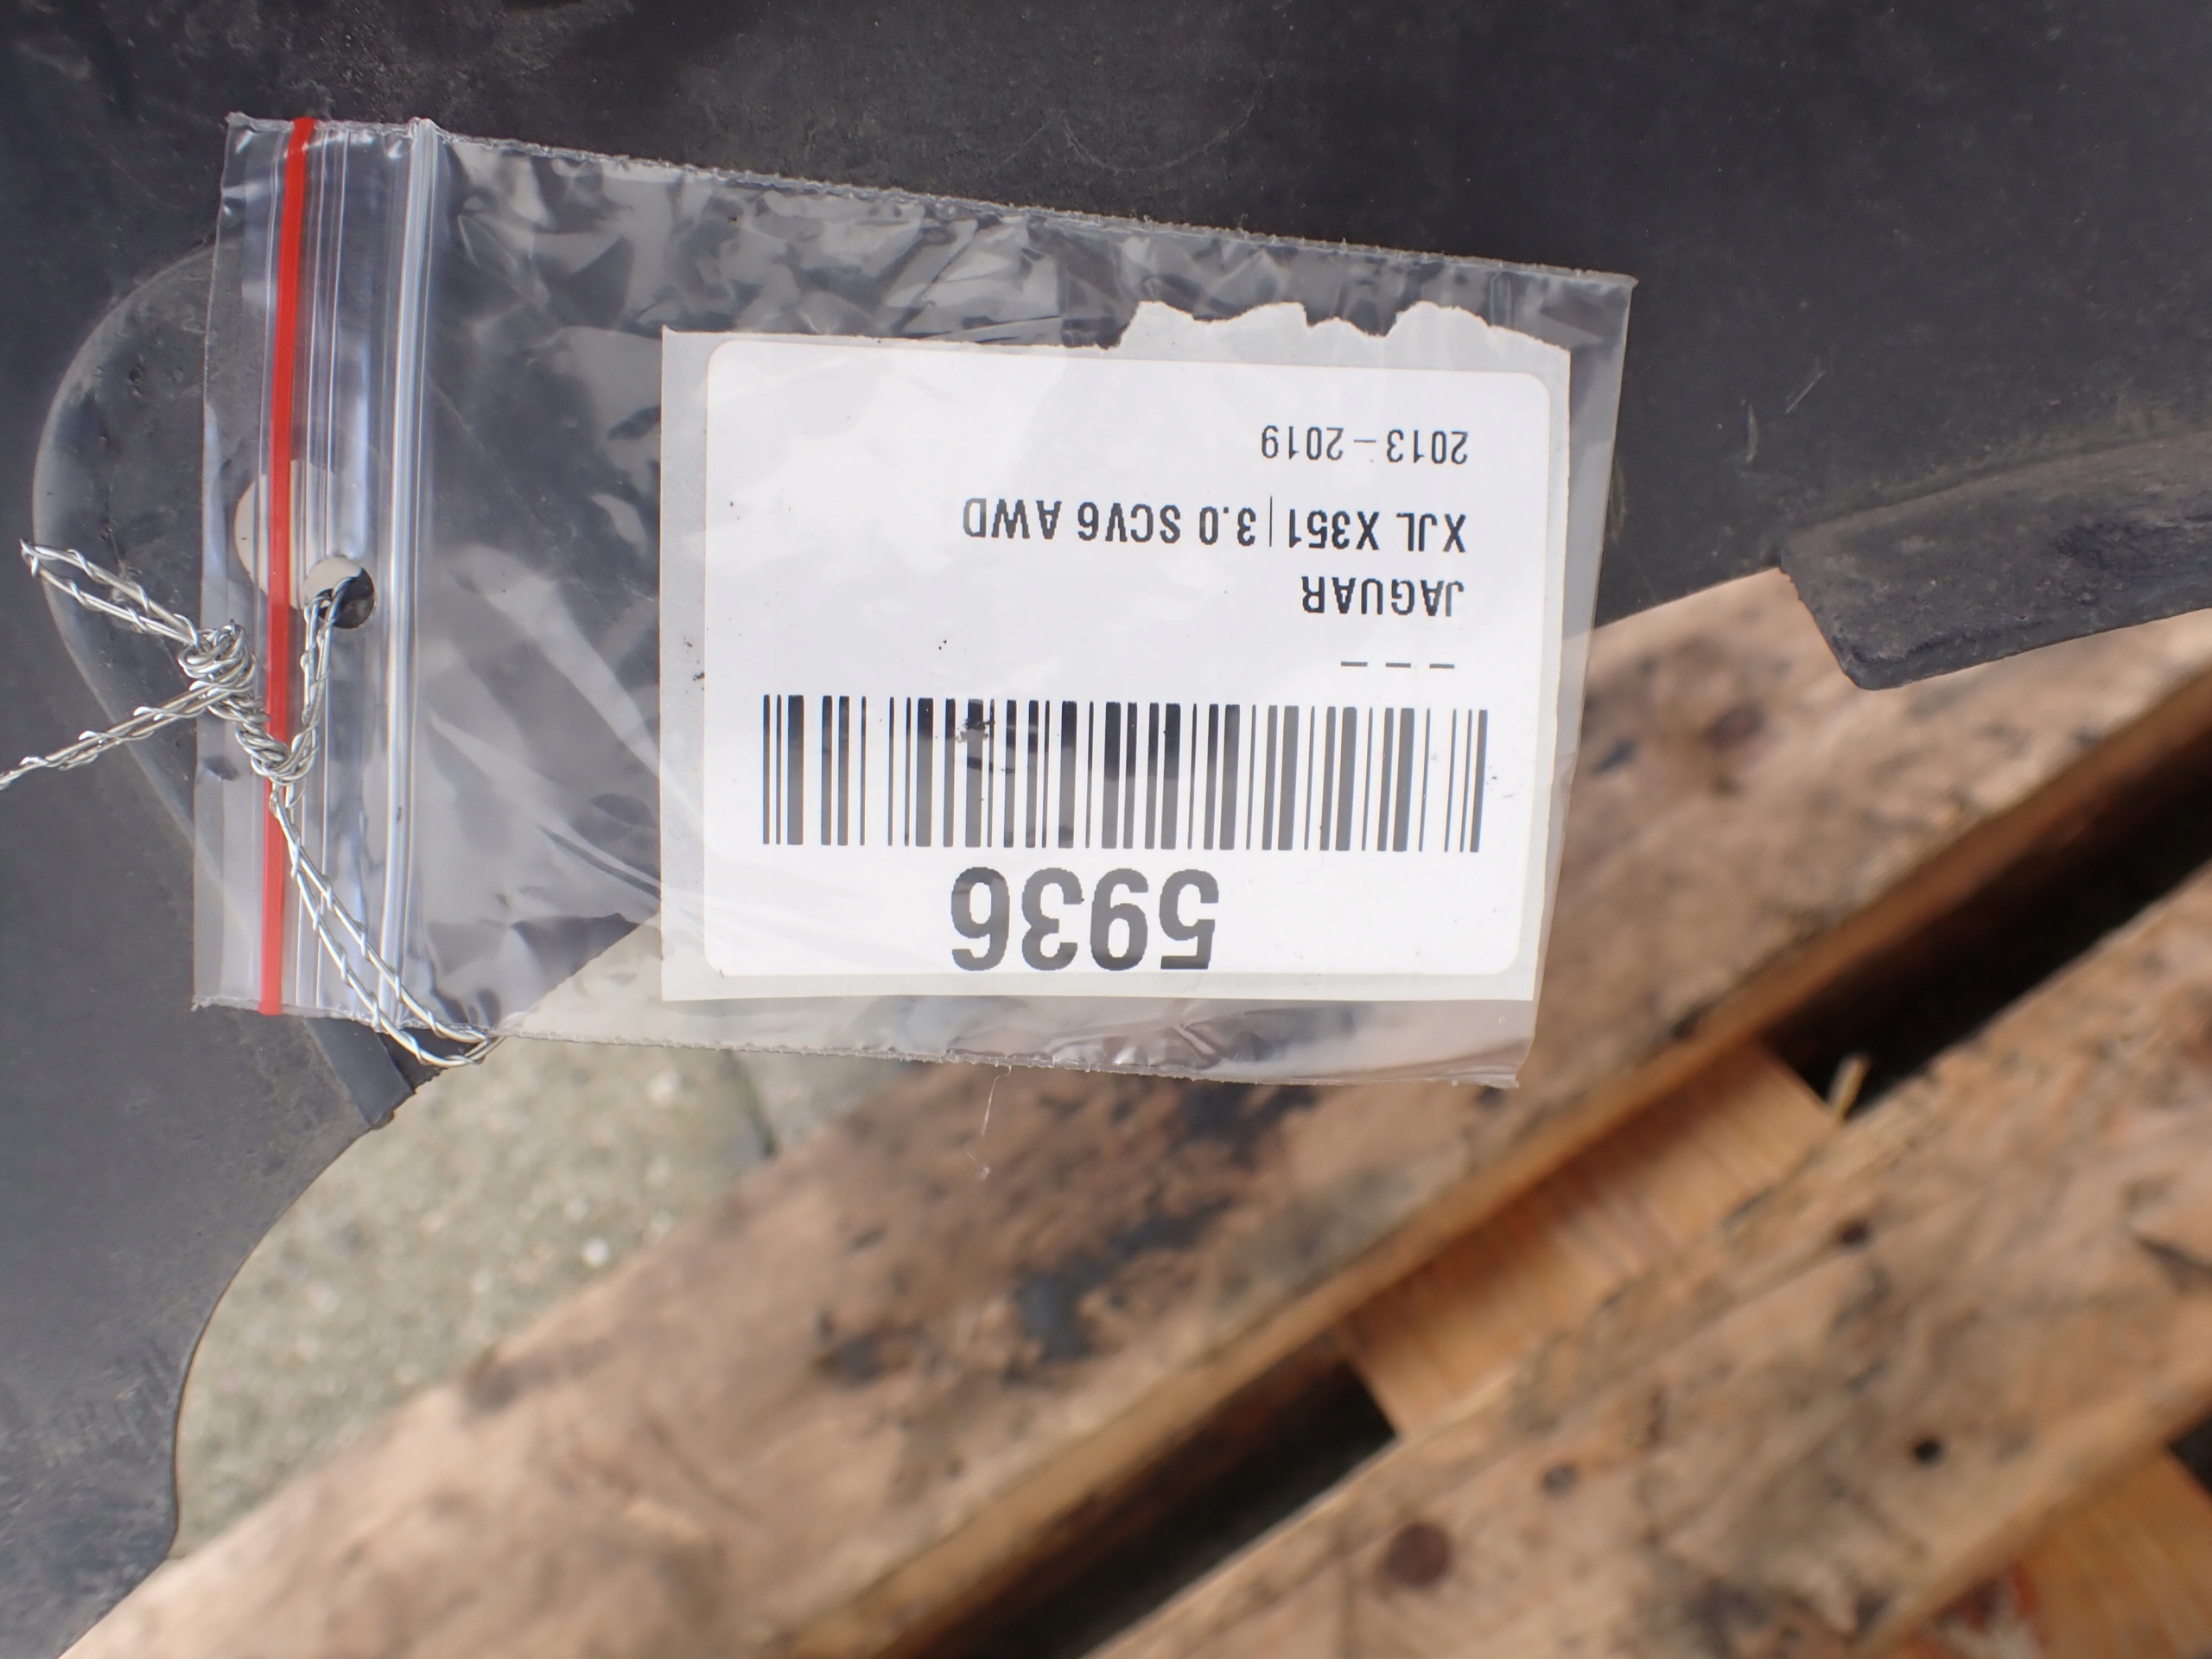 5936
– – –
JAGUAR
XJL X351 | 3.0 SCV6 AWD
2013 – 2019